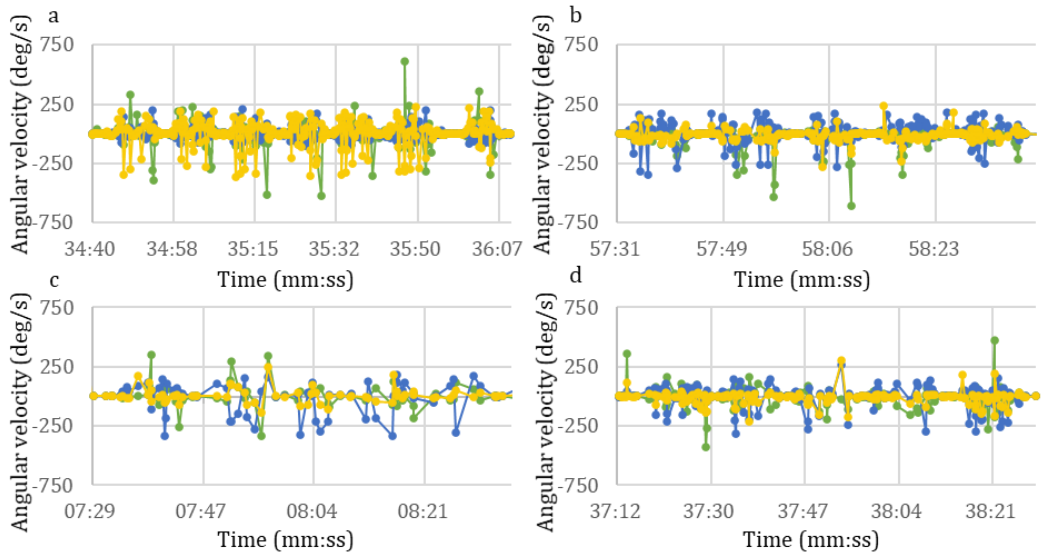 a
Angular velocity (deg/s)
750
250
-250
-750
34:40 34:58 35:15 35:32 35:50 36:07
Time (mm:ss)
b
Angular velocity (deg/s)
750
250
-250
-750
57:31 57:49 58:06 58:23
Time (mm:ss)
c
Angular velocity (deg/s)
750
250
-250
-750
07:29 07:47 08:04 08:21
Time (mm:ss)
d
Angular velocity (deg/s)
750
250
-250
-750
37:12 37:30 37:47 38:04 38:21
Time (mm:ss)